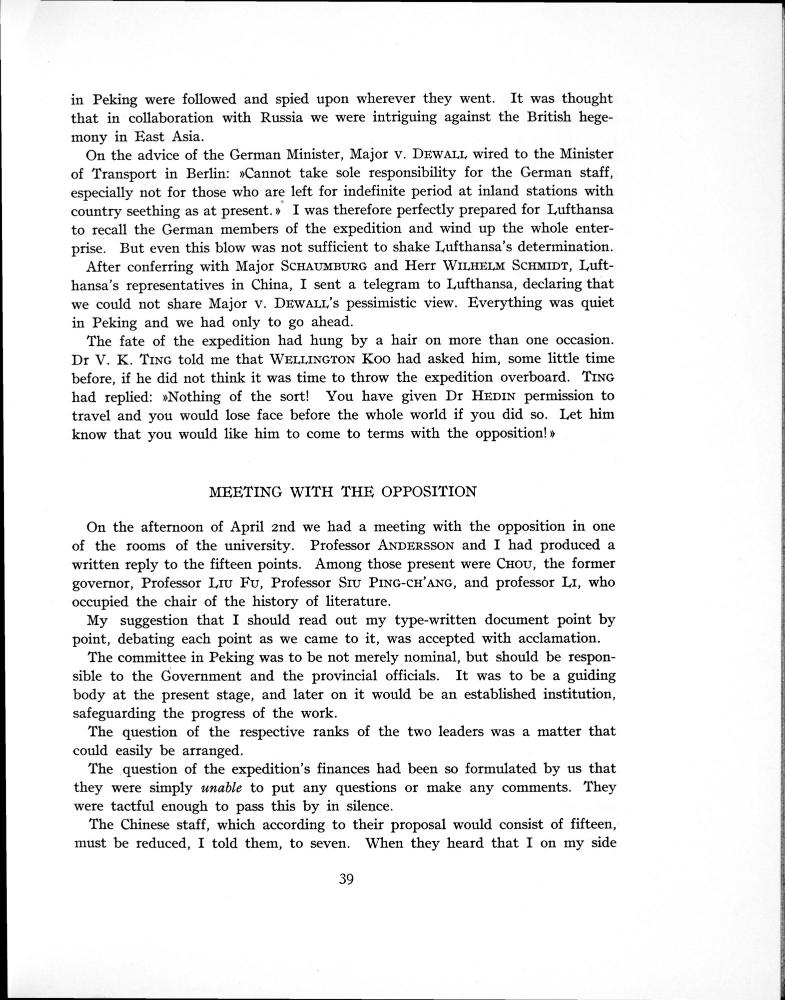 in Peking were followed and spied upon wherever they went. It was thought
that in collaboration with Russia we were intriguing against the British hege-
mony in East Asia.
On the advice of the German Minister, Major v. DEWALL wired to the Minister
of Transport in Berlin: »Cannot take sole responsibility for the German staff,
especially not for those who are left for indefinite period at inland stations with
country seething as at present.» I was therefore perfectly prepared for Lufthansa
to recall the German members of the expedition and wind up the whole enter-
prise. But even this blow was not sufficient to shake Lufthansa's determination.
After conferring with Major SCHAUMBURG and Herr WILHELM SCHMIDT, Luft-
hansa's representatives in China, I sent a telegram to Lufthansa, declaring that
we could not share Major v. DEWALL's pessimistic view. Everything was quiet
in Peking and we had only to go ahead.
The fate of the expedition had hung by a hair on more than one occasion.
Dr V. K. TING told me that WELLINGTON KOO had asked him, some little time
before, if he did not think it was time to throw the expedition overboard. TING
had replied: »Nothing of the sort! You have given Dr HEDIN permission to
travel and you would lose face before the whole world if you did so. Let him
know that you would like him to come to terms with the opposition!»
MEETING WITH THE OPPOSITION
On the afternoon of April 2nd we had a meeting with the opposition in one
of the rooms of the university. Professor ANDERSSON and I had produced a
written reply to the fifteen points. Among those present were CHOU, the former
governor, Professor LIU FU, Professor SIU PING-CH'ANG, and professor LI, who
occupied the chair of the history of literature.
My suggestion that I should read out my type-written document point by
point, debating each point as we came to it, was accepted with acclamation.
The committee in Peking was to be not merely nominal, but should be respon-
sible to the Government and the provincial officials. It was to be a guiding
body at the present stage, and later on it would be an established institution,
safeguarding the progress of the work.
The question of the respective ranks of the two leaders was a matter that
could easily be arranged.
The question of the expedition's finances had been so formulated by us that
they were simply unable to put any questions or make any comments. They
were tactful enough to pass this by in silence.
The Chinese staff, which according to their proposal would consist of fifteen,
must be reduced, I told them, to seven. When they heard that I on my side
39